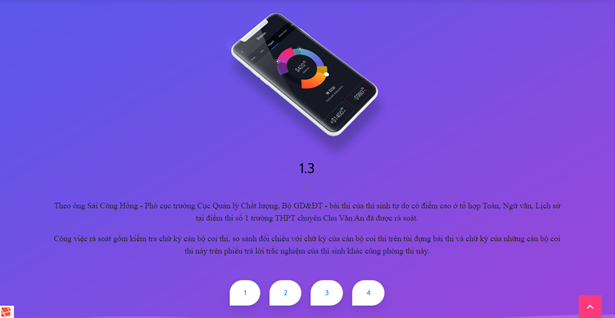 $420
1.3
Theo ông Sái Công Hồng - Phó cục trưởng Cục Quản lý Chất lượng, Bộ GD&ĐT - bài thi của thí sinh tự do có điểm cao ở tổ hợp Toán, Ngữ văn, Lịch sử
tại điểm thi số 1 trường THPT chuyên Chu Văn An đã được rà soát.
Công việc rà soát gồm kiểm tra chữ ký cán bộ coi thi, so sánh đối chiếu với chữ ký của cán bộ coi thi trên túi đựng bài thi và chữ ký của những cán bộ coi
thi này trên phiếu trả lời trắc nghiệm của thí sinh khác cùng phòng thi này.
1 2 3 4